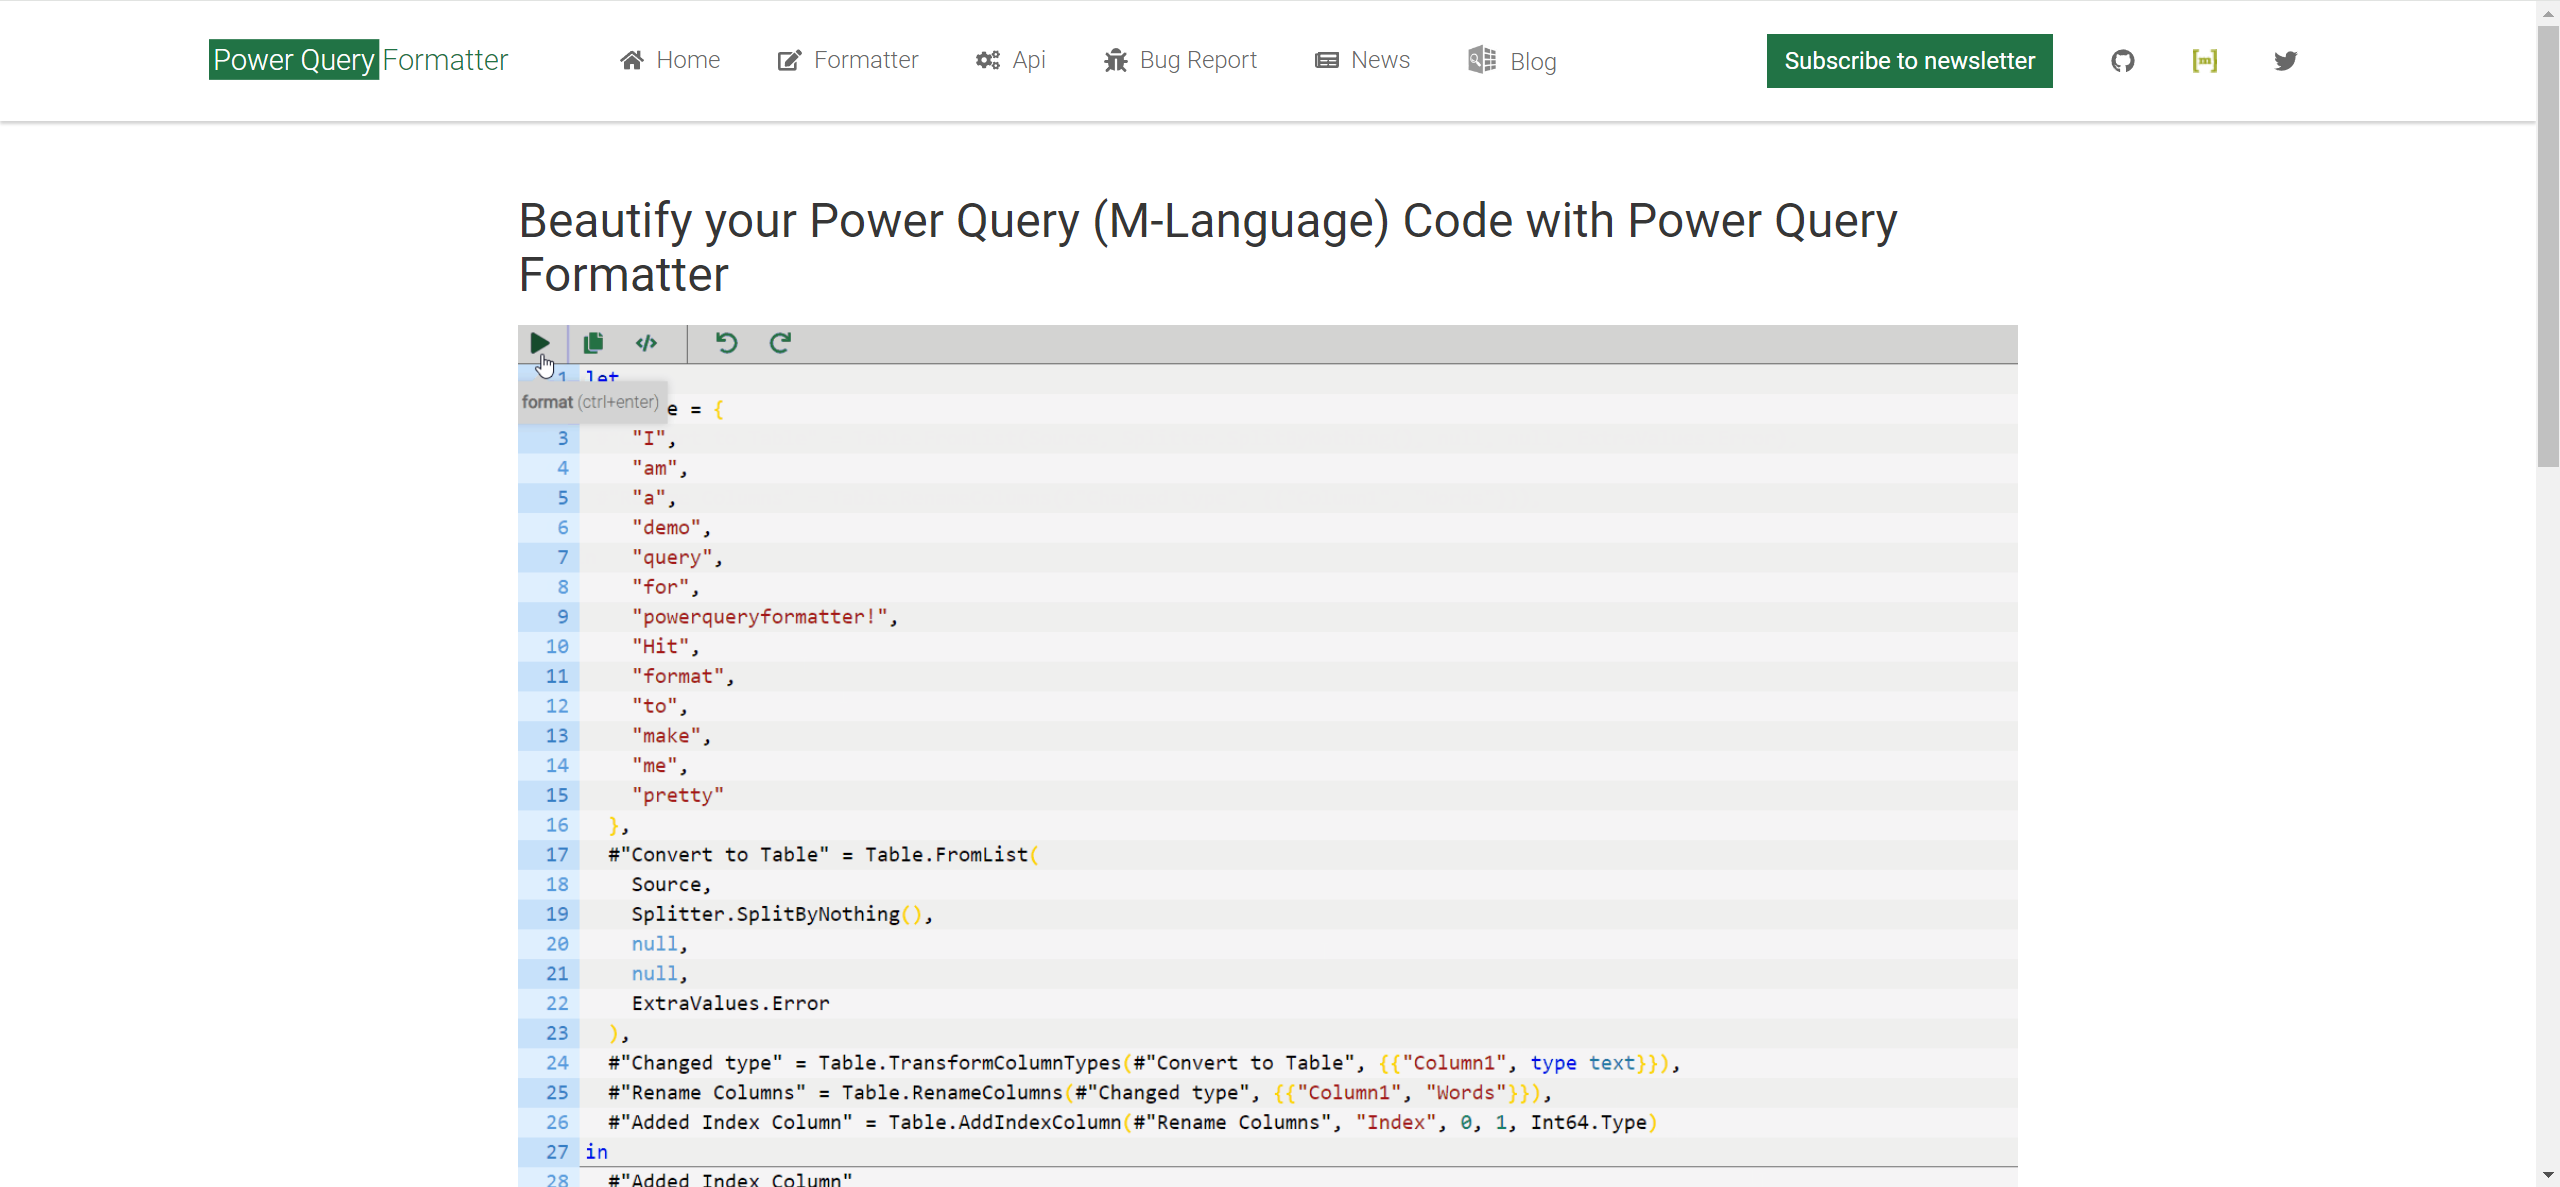 Power Query Formatter Home Formatter Api Bug Report News Blog Subscribe to newsletter [m]
Beautify your Power Query (M-Language) Code with Power Query
Formatter
1 let
format (ctrl+enter) e = {
3 "I",
4 "am",
5 "a",
6 "demo",
7 "query",
8 "for",
9 "powerqueryformatter!",
10 "Hit",
11 "format",
12 "to",
13 "make",
14 "me",
15 "pretty"
16 },
17 #"Convert to Table" = Table.FromList(
18 Source,
19 Splitter.SplitByNothing(),
20 null,
21 null,
22 ExtraValues.Error
23 ),
24 #"Changed type" = Table.TransformColumnTypes(#"Convert to Table", {{"Column1", type text}}),
25 #"Rename Columns" = Table.RenameColumns(#"Changed type", {{"Column1", "Words"}}),
26 #"Added Index Column" = Table.AddIndexColumn(#"Rename Columns", "Index", 0, 1, Int64.Type)
27 in
28 #"Added Index Column"